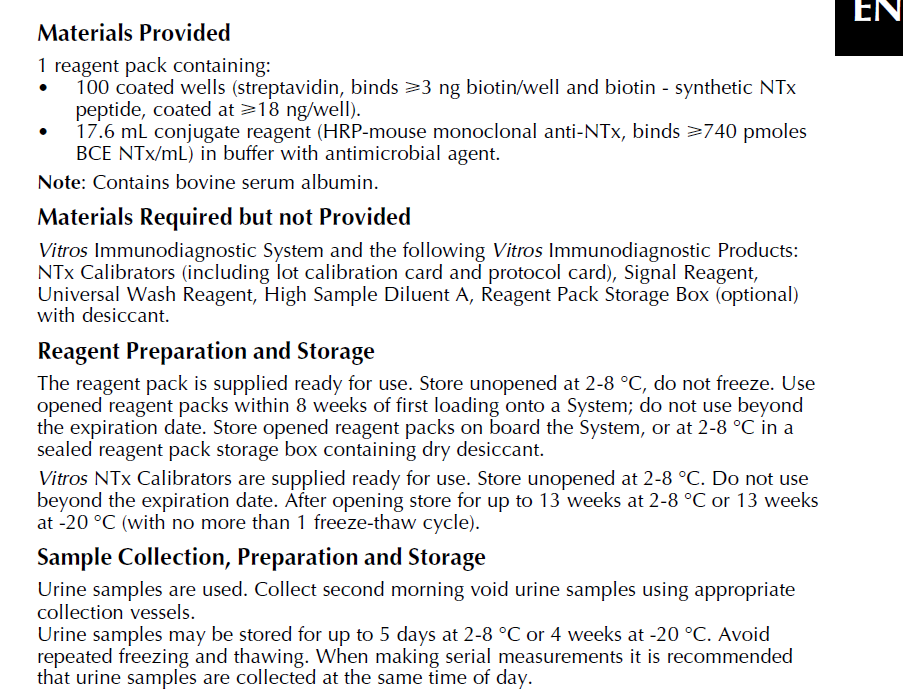 EN
Materials Provided
1 reagent pack containing:
• 100 coated wells (streptavidin, binds ⩾3 ng biotin/well and biotin - synthetic NTx
peptide, coated at ⩾18 ng/well).
• 17.6 mL conjugate reagent (HRP-mouse monoclonal anti-NTx, binds ⩾740 pmoles
BCE NTx/mL) in buffer with antimicrobial agent.
Note: Contains bovine serum albumin.
Materials Required but not Provided
Vitros Immunodiagnostic System and the following Vitros Immunodiagnostic Products:
NTx Calibrators (including lot calibration card and protocol card), Signal Reagent,
Universal Wash Reagent, High Sample Diluent A, Reagent Pack Storage Box (optional)
with desiccant.
Reagent Preparation and Storage
The reagent pack is supplied ready for use. Store unopened at 2-8 °C, do not freeze. Use
opened reagent packs within 8 weeks of first loading onto a System; do not use beyond
the expiration date. Store opened reagent packs on board the System, or at 2-8 °C in a
sealed reagent pack storage box containing dry desiccant.
Vitros NTx Calibrators are supplied ready for use. Store unopened at 2-8 °C. Do not use
beyond the expiration date. After opening store for up to 13 weeks at 2-8 °C or 13 weeks
at -20 °C (with no more than 1 freeze-thaw cycle).
Sample Collection, Preparation and Storage
Urine samples are used. Collect second morning void urine samples using appropriate
collection vessels.
Urine samples may be stored for up to 5 days at 2-8 °C or 4 weeks at -20 °C. Avoid
repeated freezing and thawing. When making serial measurements it is recommended
that urine samples are collected at the same time of day.